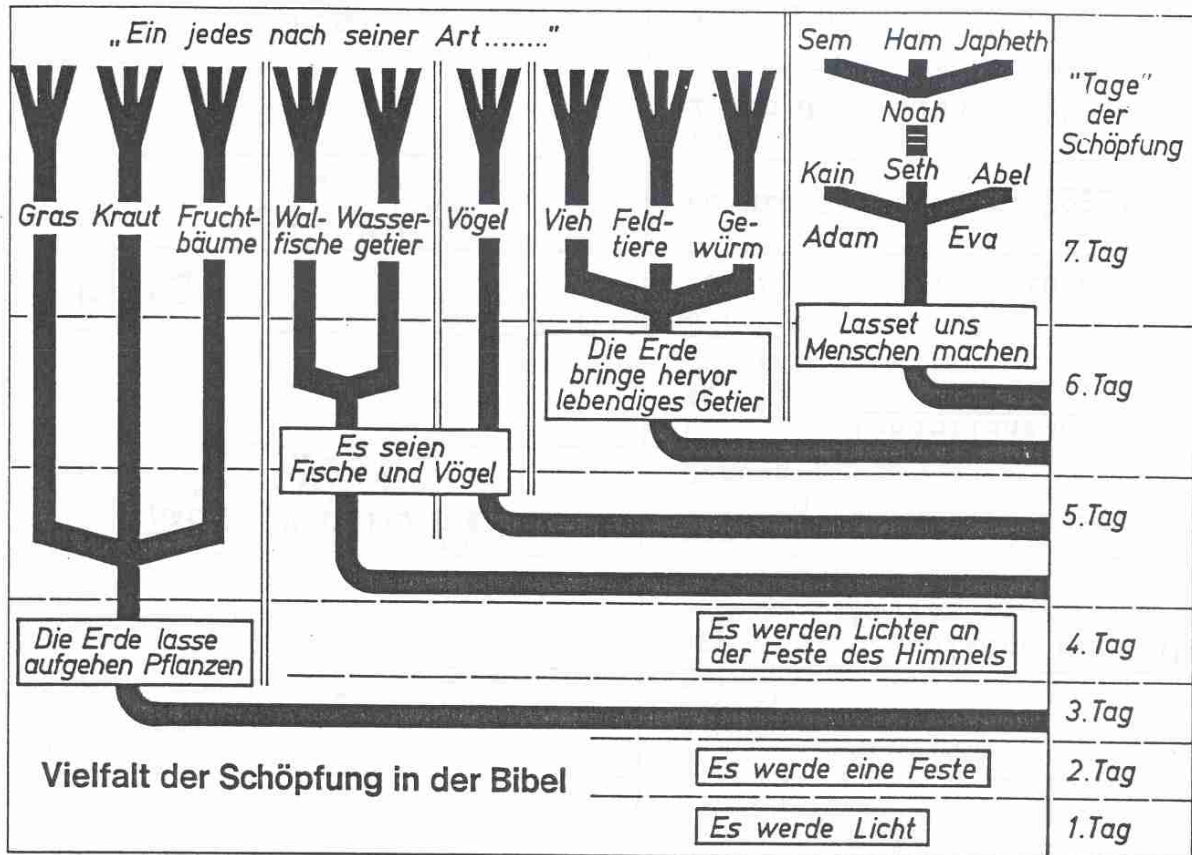 „Ein jedes nach seiner Art........”
Sem Ham Japheth
Noah
Kain Seth Abel
Adam Eva
"Tage"
der
Schöpfung
Gras Kraut Frucht-
bäume
Wal-
fische
Wasser-
getier
Vögel
Vieh
Feld-
tiere
Ge-
würm
7. Tag
Lasset uns
Menschen machen
Die Erde
bringe hervor
lebendiges Getier
6. Tag
Es seien
Fische und Vögel
5. Tag
Die Erde lasse
aufgehen Pflanzen
Es werden Lichter an
der Feste des Himmels
4. Tag
3. Tag
Vielfalt der Schöpfung in der Bibel
Es werde eine Feste
2. Tag
Es werde Licht
1. Tag